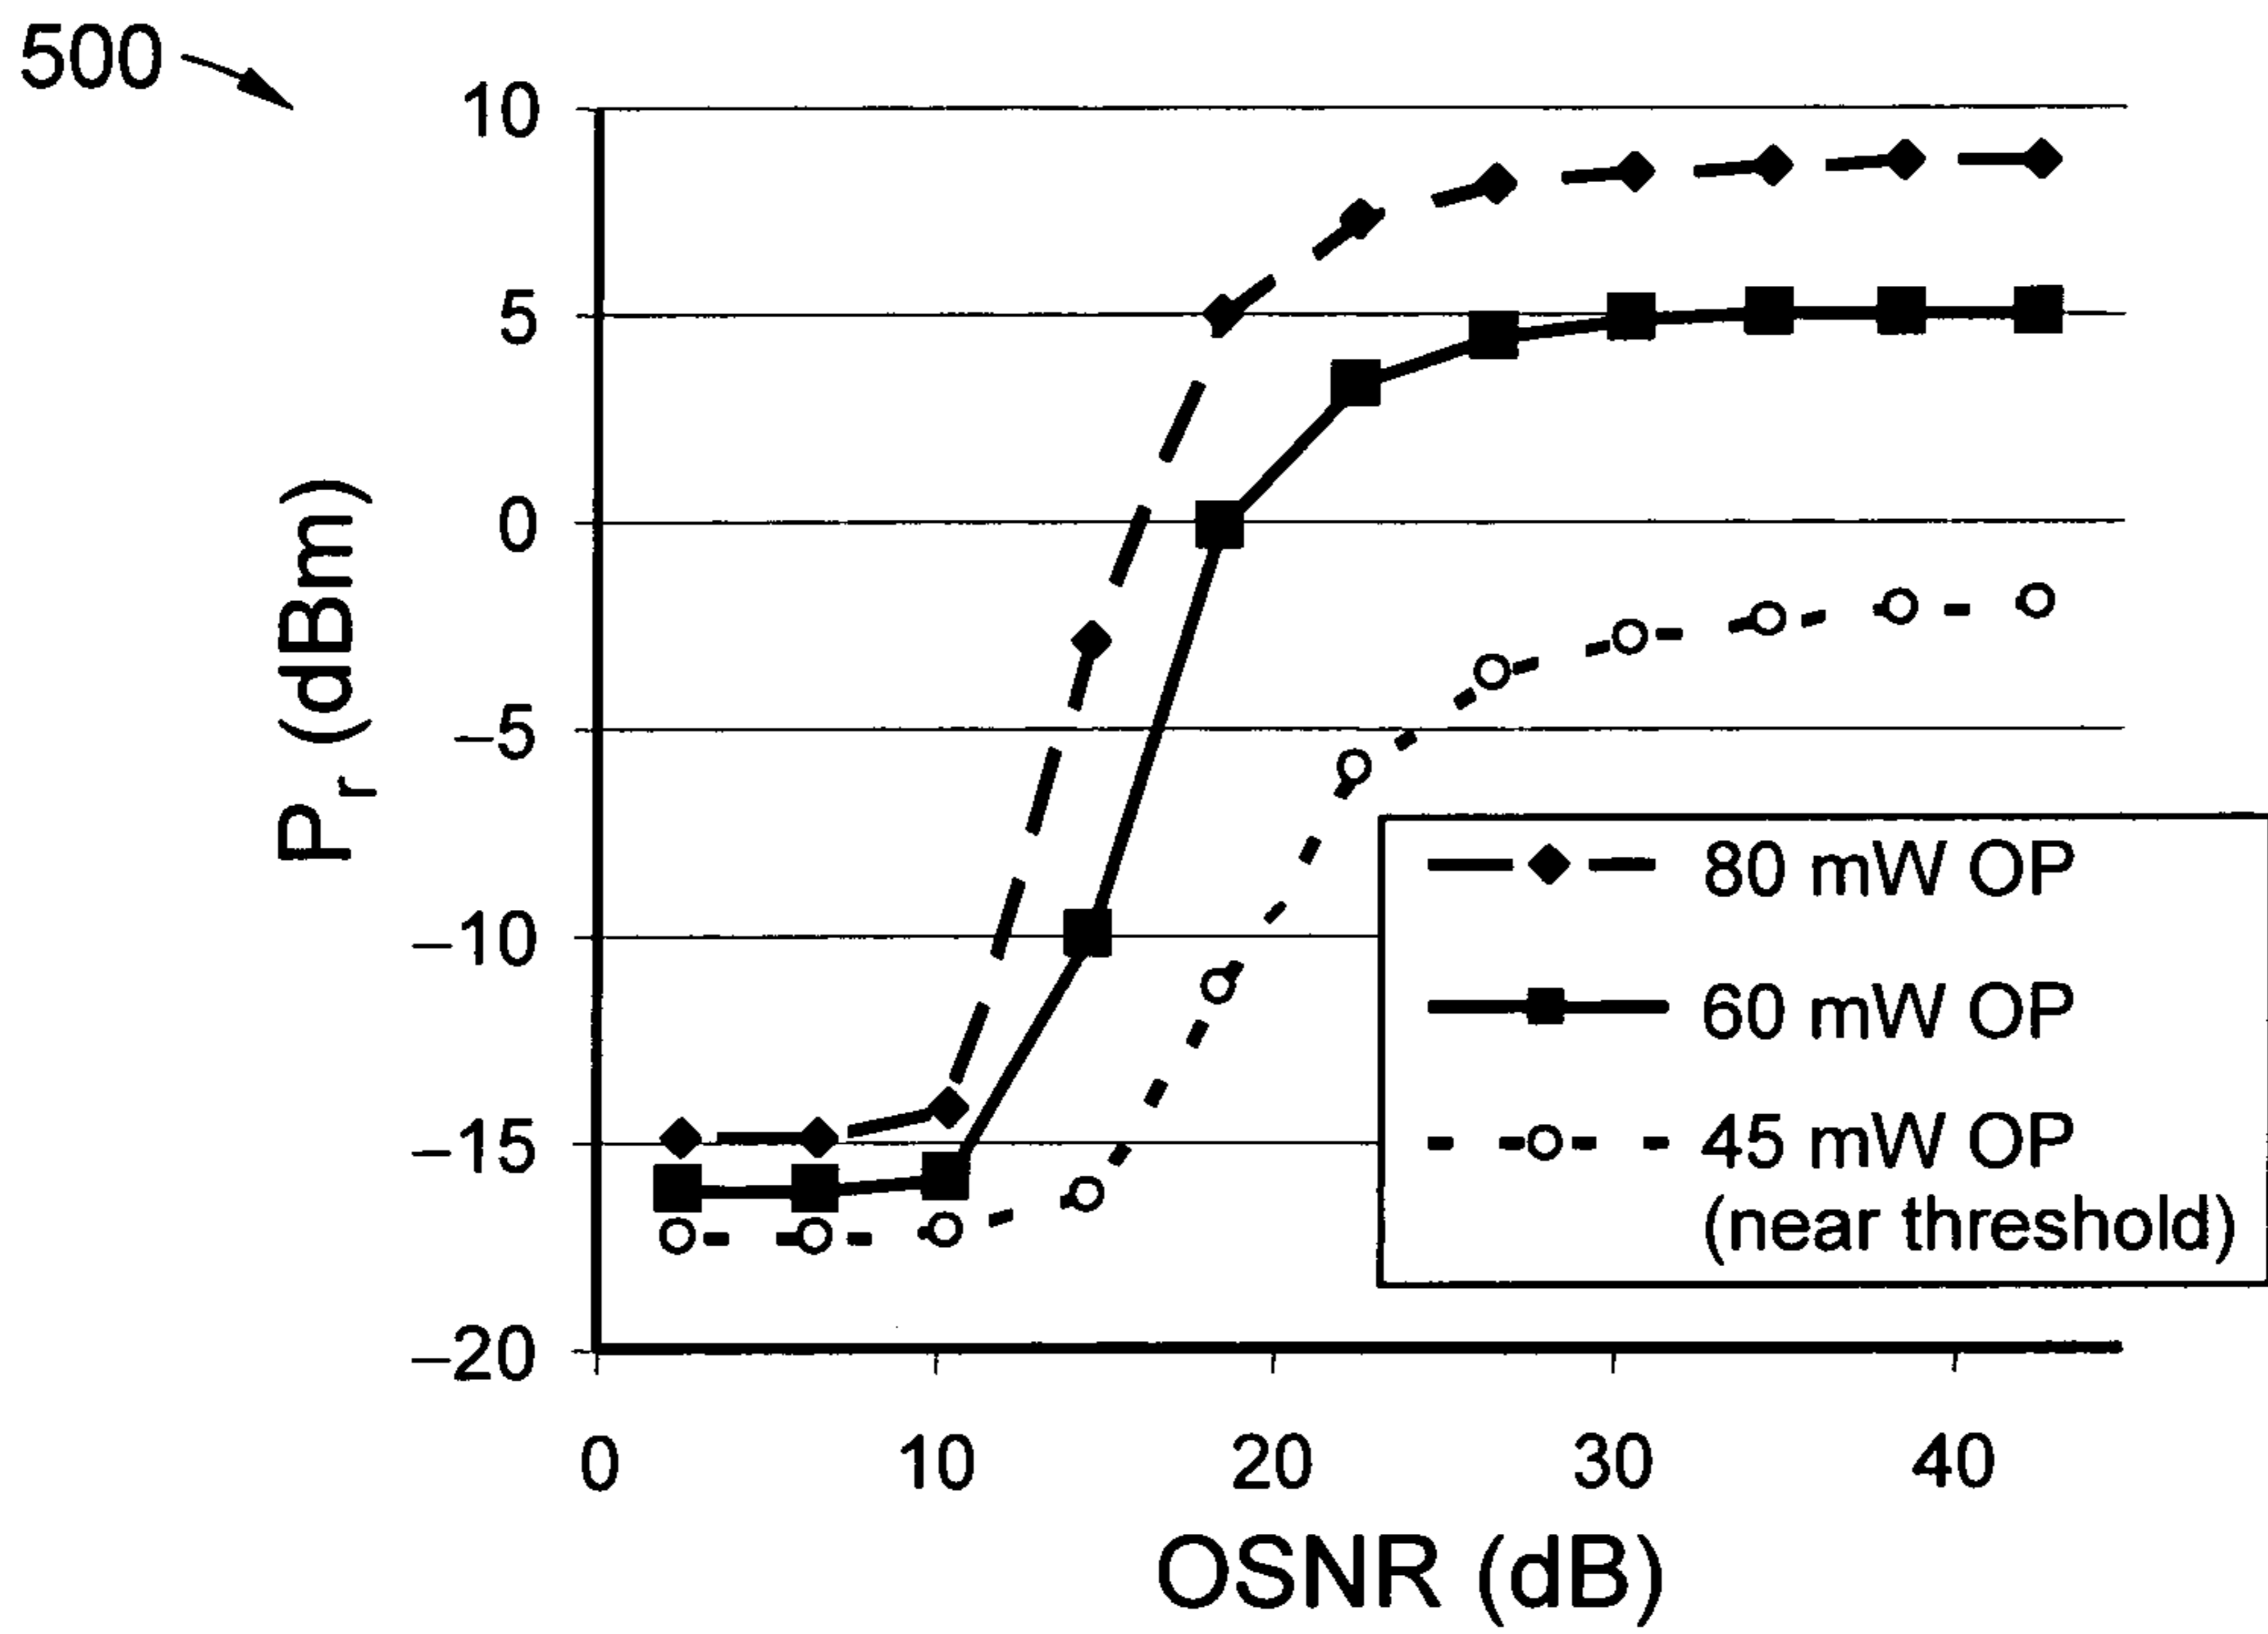 500
10
5
0
–5
–10
–15
–20
Pr (dBm)
0 10 20 30 40
OSNR (dB)
80 mW OP
60 mW OP
45 mW OP
(near threshold)